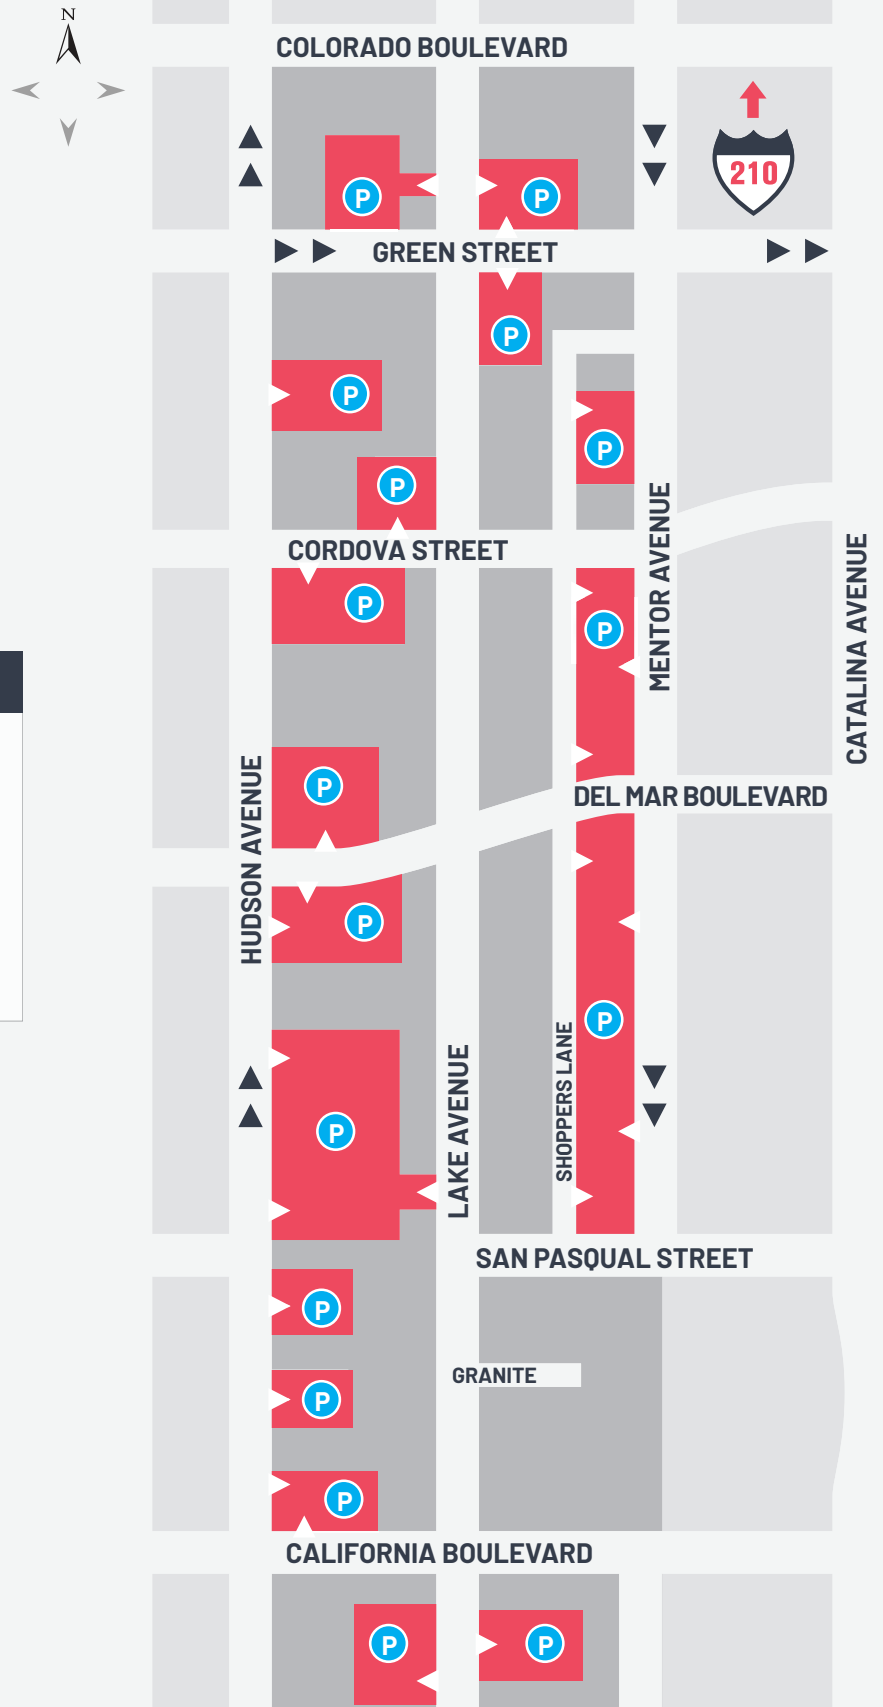 N
COLORADO BOULEVARD
210
P
P
GREEN STREET
P
P
P
P
CORDOVA STREET
P
P
MENTOR AVENUE
CATALINA AVENUE
HUDSON AVENUE
P
DEL MAR BOULEVARD
P
P
SHOPPERS LANE
LAKE AVENUE
P
SAN PASQUAL STREET
P
GRANITE
P
P
CALIFORNIA BOULEVARD
P
P